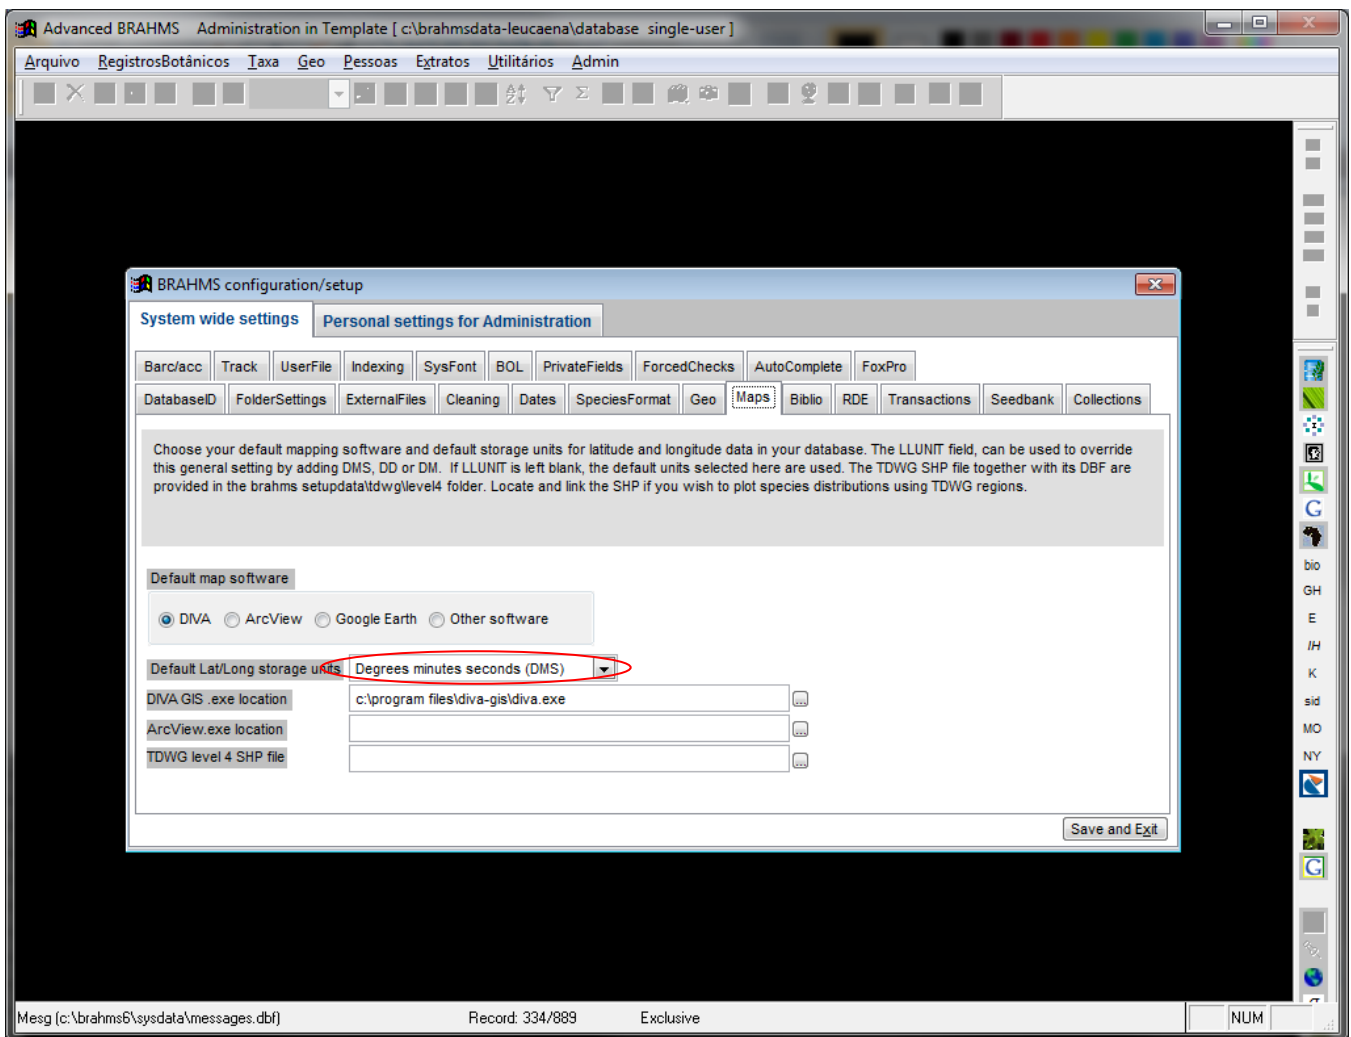 Advanced BRAHMS Administration in Template [ c:\brahmsdata-leucaena\database single-user ]
Arquivo RegistrosBotânicos Taxa Geo Pessoas Extratos Utilitários Admin
BRAHMS configuration/setup
System wide settings Personal settings for Administration
Barc/acc Track UserFile Indexing SysFont BOL PrivateFields ForcedChecks AutoComplete FoxPro
DatabaseID FolderSettings ExternalFiles Cleaning Dates SpeciesFormat Geo Maps Biblio RDE Transactions Seedbank Collections
Choose your default mapping software and default storage units for latitude and longitude data in your database. The LLUNIT field, can be used to override
this general setting by adding DMS, DD or DM. If LLUNIT is left blank, the default units selected here are used. The TDWG SHP file together with its DBF are
provided in the brahms setupdata\tdwg\level4 folder. Locate and link the SHP if you wish to plot species distributions using TDWG regions.
Default map software
DIVA ArcView Google Earth Other software
Default Lat/Long storage units Degrees minutes seconds (DMS)
DIVA GIS .exe location c:\program files\diva-gis\diva.exe
ArcView.exe location
TDWG level 4 SHP file
Save and Exit
G
bio
GH
E
IH
K
sid
MO
NY
G
Mesg (c:\brahms6\sysdata\messages.dbf) Record: 334/889 Exclusive NUM